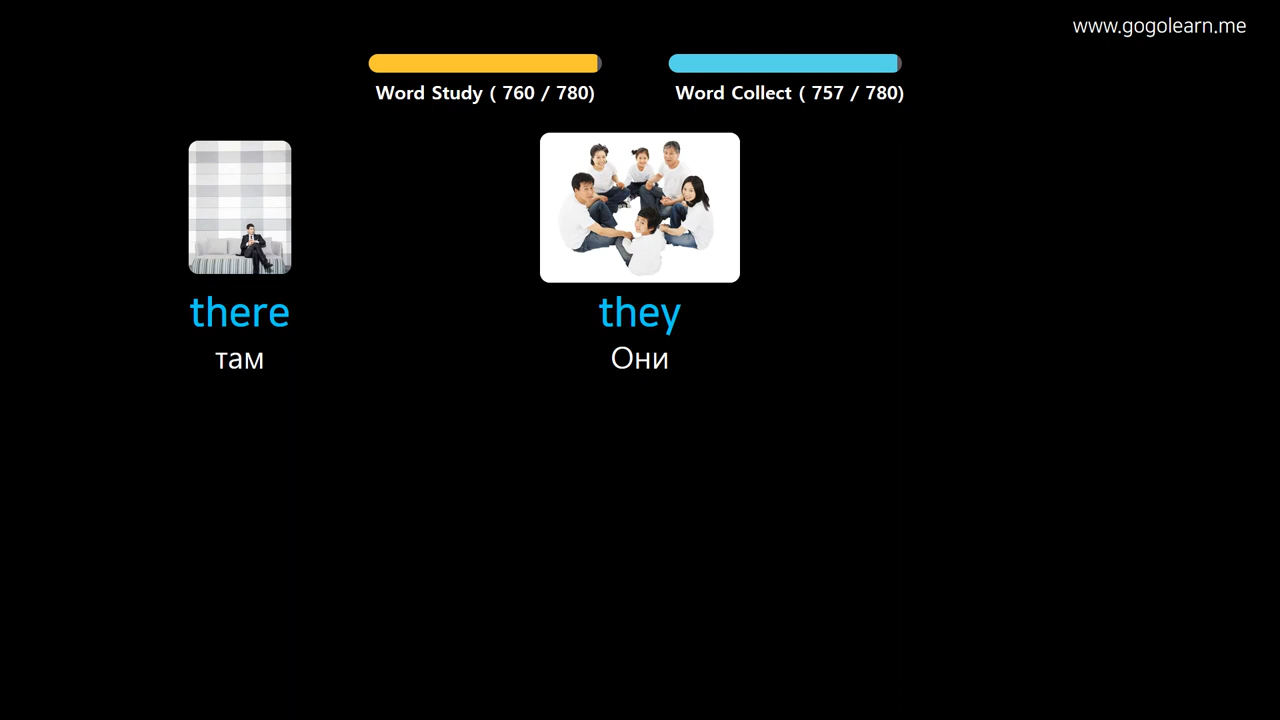 www.gogolearn.me
Word Study ( 760 / 780)
Word Collect ( 757 / 780)
there
там
they
Они